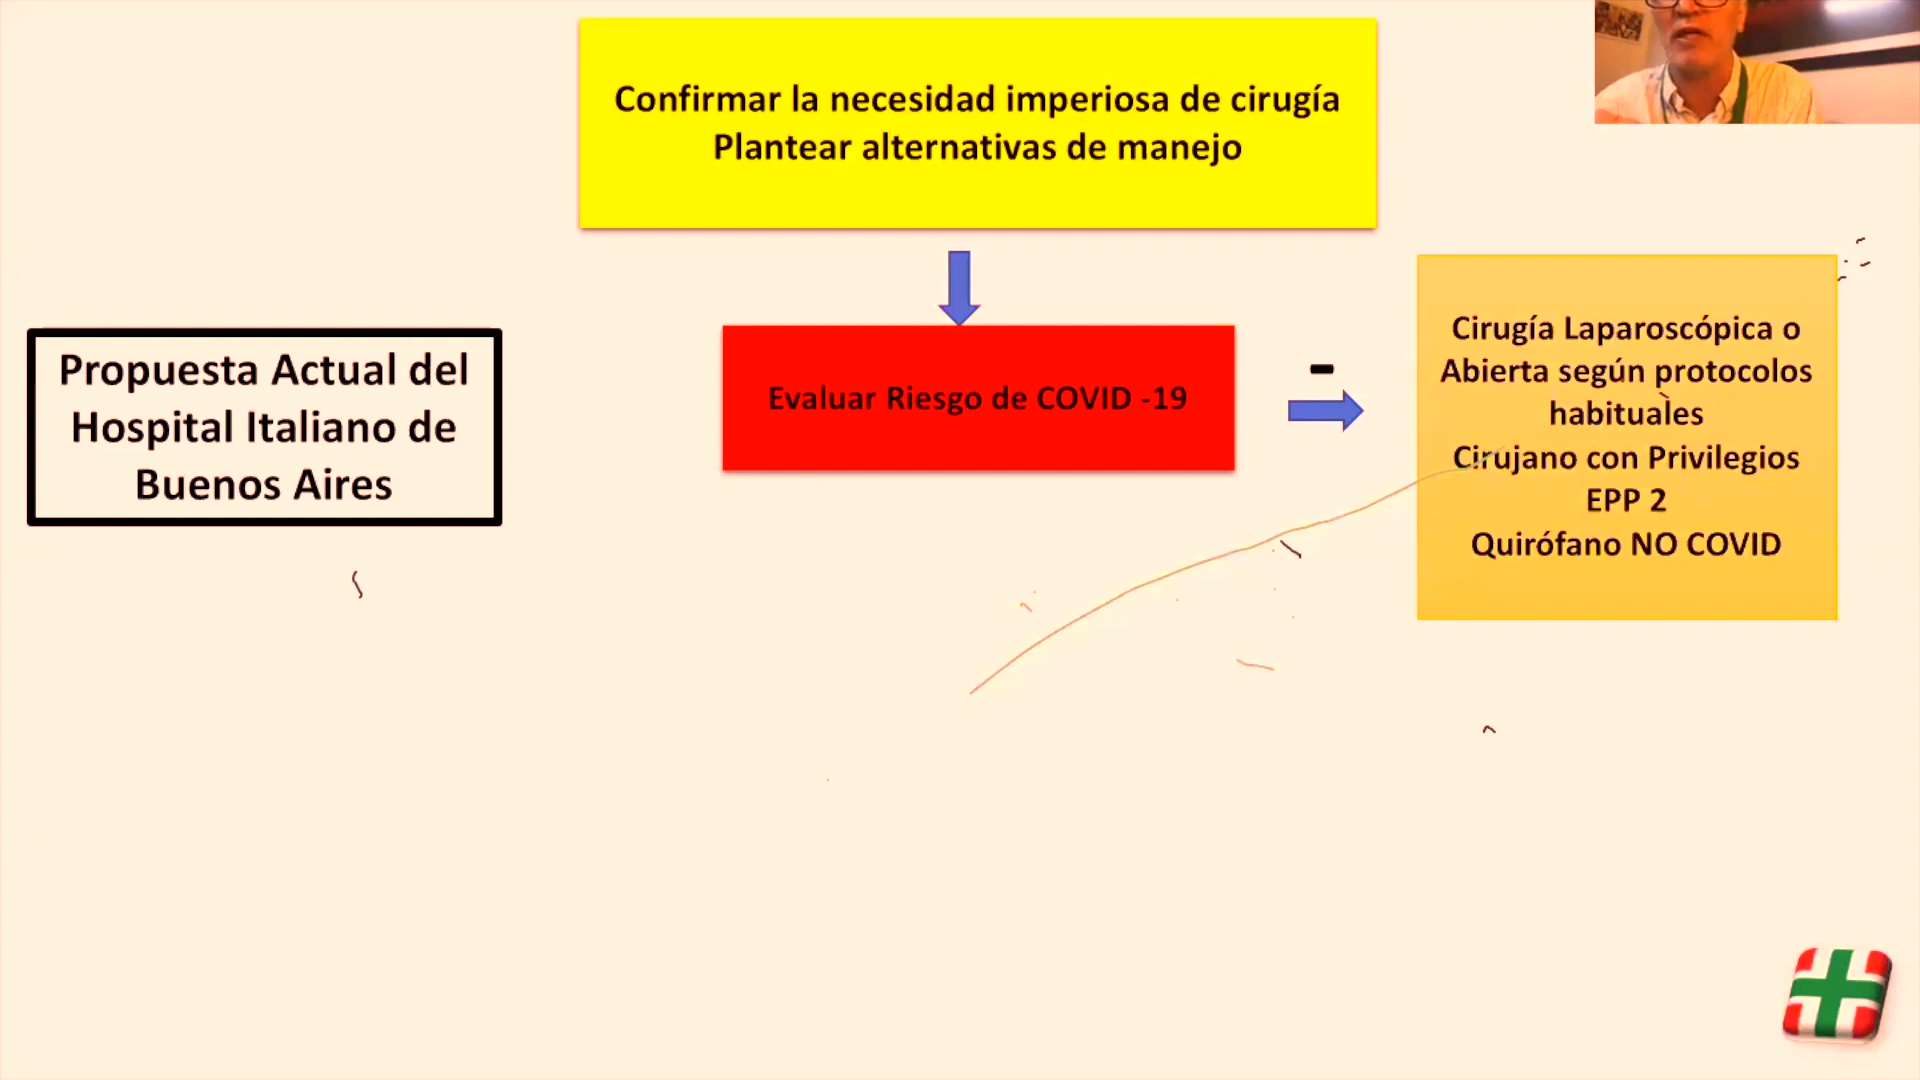 Confirmar la necesidad imperiosa de cirugía
Plantear alternativas de manejo
Propuesta Actual del
Hospital Italiano de
Buenos Aires
Evaluar Riesgo de COVID -19
-
Cirugía Laparoscópica o
Abierta según protocolos
habituales
Cirujano con Privilegios
EPP 2
Quirófano NO COVID